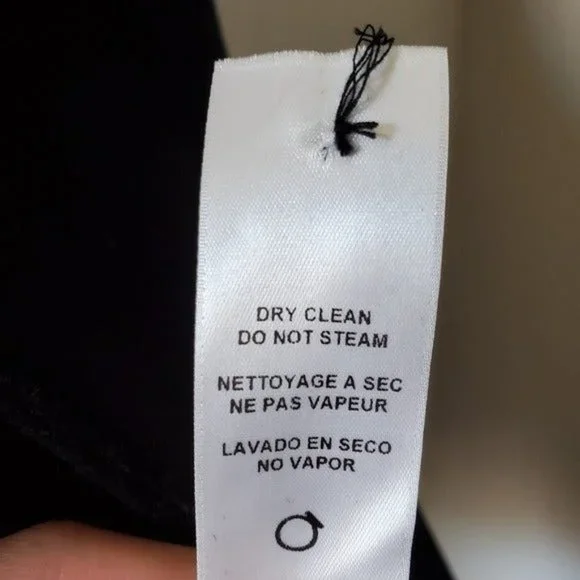 DRY CLEAN
DO NOT STEAM
NETTOYAGE A SEC
NE PAS VAPEUR
LAVADO EN SECO
NO VAPOR